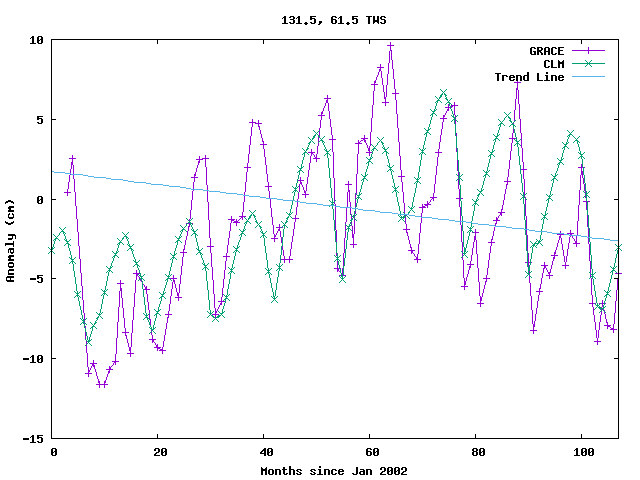 131.5, 61.5 TWS
GRACE
CLM
Trend Line
10
5
0
-5
-10
-15
Anomaly (cm)
0 20 40 60 80 100
Months since Jan 2002